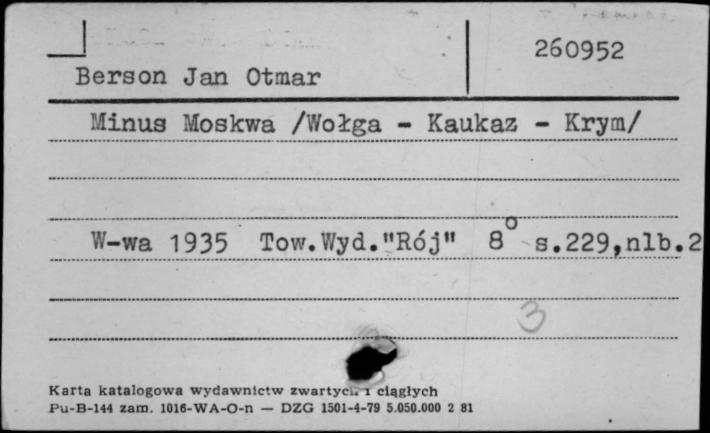 260952
Berson Jan Otmar
Minus Moskwa /Wołga - Kaukaz - Krym/
W-wa 1935 Tow.Wyd."Rój" 8° s.229,nlb.2
3
Karta katalogowa wydawnictw zwartych i ciągłych
Pu-B-144 zam. 1016-WA-O-n — DZG 1501-4-79 5.050.000 2 81